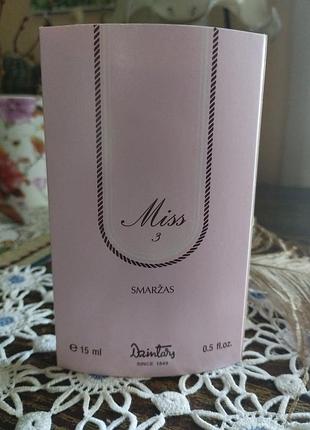 Miss
3
SMARŽAS
e 15 ml
Dzintars
0.5 fl.oz.
SINCE 1849